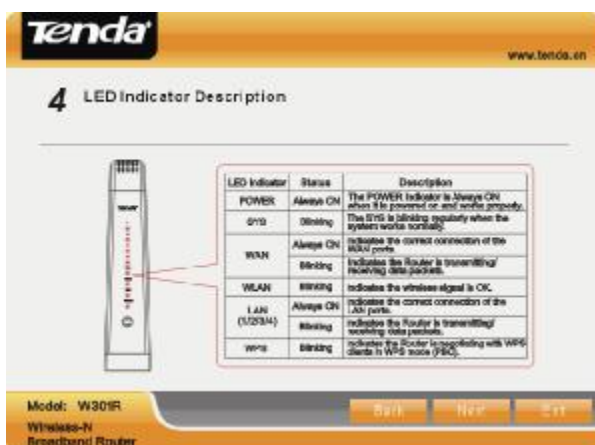 Tenda
www.tenda.cn
4 LED Indicator Description
LED Indicator Status Description
POWER Always ON The POWER indicator is Always ON
when it is powered on and works properly.
SYS Blinking The SYS is blinking regularly when the
system works normally.
WAN Always ON Indicates the correct connection of the
WAN ports.
Blinking Indicates the Router is transmitting/
receiving data packets.
WLAN Blinking Indicates the wireless signal is OK.
LAN
(1/2/3/4) Always ON Indicates the correct connection of the
LAN ports.
Blinking Indicates the Router is transmitting/
receiving data packets.
WPS Blinking Indicates the Router is negotiating with WPS
clients in WPS mode (PBC).
Model: W301R
Wireless-N
Broadband Router
Back Next Exit